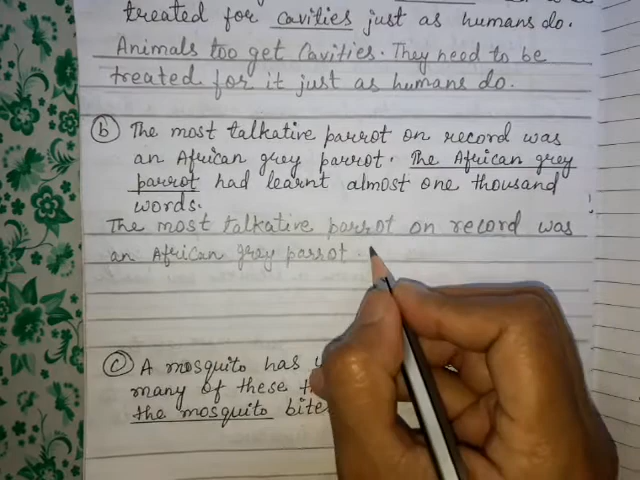 treated for cavities just as humans do.
Animals too get Cavities. They need to be
treated for it just as humans do.
(b) The most talkative parrot on record was
an African grey parrot. The African grey
parrot had learnt almost one thousand
words.
The most talkative parrot on record was
an African grey parrot.
(c) A mosquito has
many of these
the mosquito bite